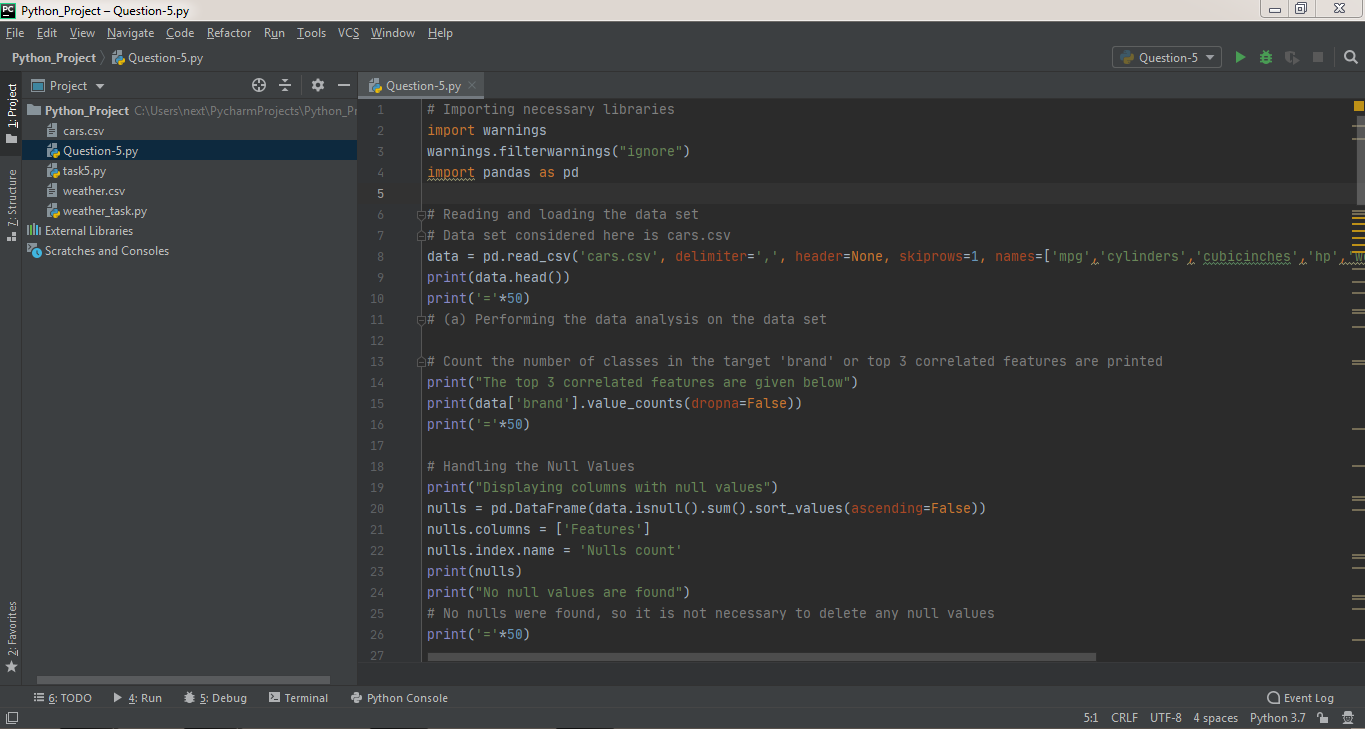 PC Python_Project – Question-5.py
File Edit View Navigate Code Refactor Run Tools VCS Window Help
Python_Project Question-5.py Question-5
Project
1: Project
7: Structure
2: Favorites
Python_Project C:\Users\next\PycharmProjects\Python_Pr
cars.csv
Question-5.py
task5.py
weather.csv
weather_task.py
External Libraries
Scratches and Consoles
Question-5.py
1 # Importing necessary libraries
2 import warnings
3 warnings.filterwarnings("ignore")
4 import pandas as pd
5
6 # Reading and loading the data set
7 # Data set considered here is cars.csv
8 data = pd.read_csv('cars.csv', delimiter=',', header=None, skiprows=1, names=['mpg','cylinders','cubicinches','hp','we
9 print(data.head())
10 print('='*50)
11 # (a) Performing the data analysis on the data set
12
13 # Count the number of classes in the target 'brand' or top 3 correlated features are printed
14 print("The top 3 correlated features are given below")
15 print(data['brand'].value_counts(dropna=False))
16 print('='*50)
17
18 # Handling the Null Values
19 print("Displaying columns with null values")
20 nulls = pd.DataFrame(data.isnull().sum().sort_values(ascending=False))
21 nulls.columns = ['Features']
22 nulls.index.name = 'Nulls count'
23 print(nulls)
24 print("No null values are found")
25 # No nulls were found, so it is not necessary to delete any null values
26 print('='*50)
27
6: TODO 4: Run 5: Debug Terminal Python Console Event Log
5:1 CRLF UTF-8 4 spaces Python 3.7